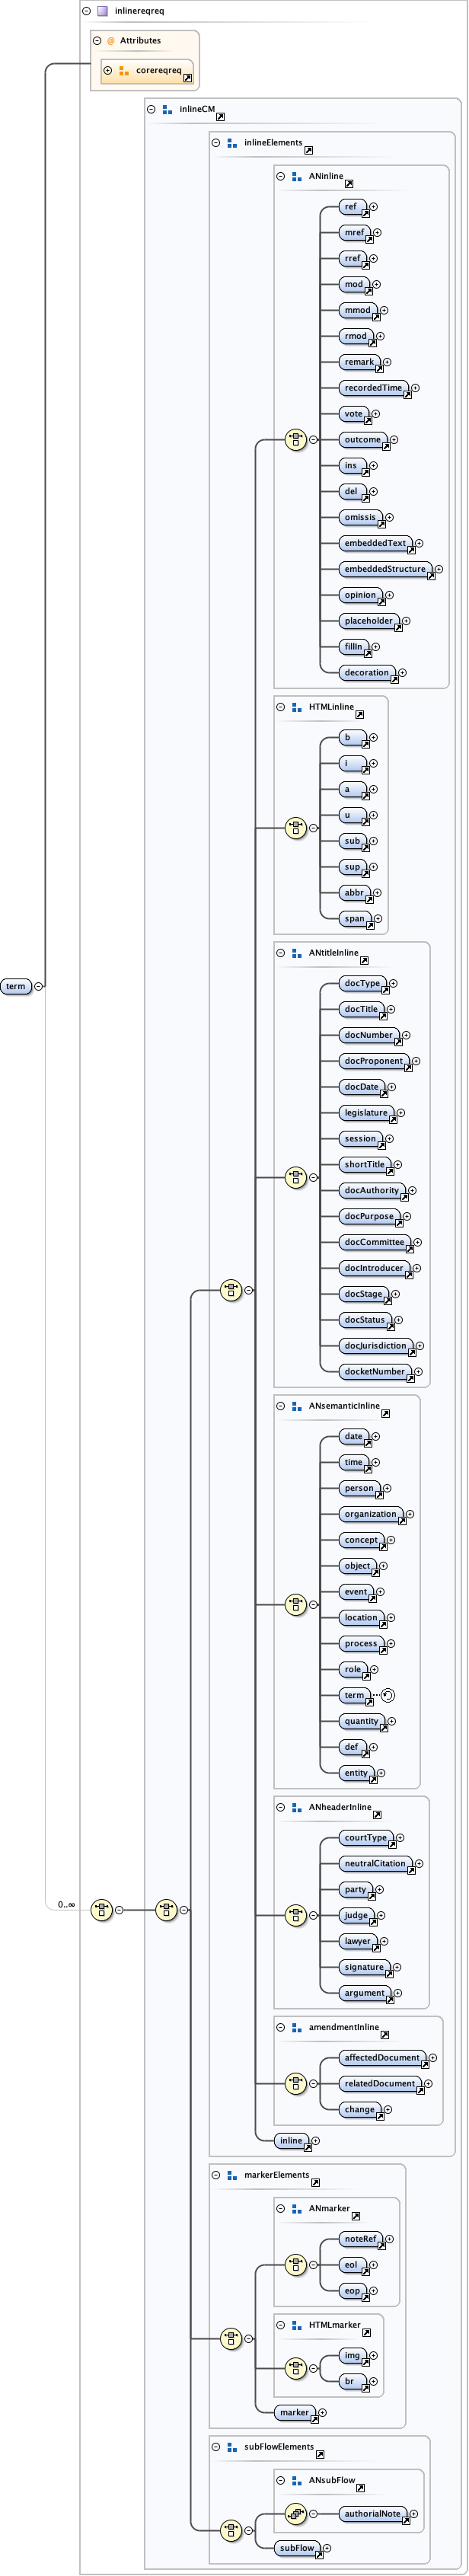 inlinereqreq
@ Attributes
corereqreq
inlineCM
inlineElements
ANinline
ref
mref
rref
mod
mmod
rmod
remark
recordedTime
vote
outcome
ins
del
omissis
embeddedText
embeddedStructure
opinion
placeholder
fillIn
decoration
HTMLinline
b
i
a
u
sub
sup
abbr
span
ANtitleInline
docType
docTitle
docNumber
docProponent
docDate
legislature
session
shortTitle
docAuthority
docPurpose
docCommittee
docIntroducer
docStage
docStatus
docJurisdiction
docketNumber
term
ANsemanticInline
date
time
person
organization
concept
object
event
location
process
role
term
quantity
def
entity
ANheaderInline
courtType
neutralCitation
party
judge
lawyer
signature
argument
0..∞
amendmentInline
affectedDocument
relatedDocument
change
inline
markerElements
ANmarker
noteRef
eol
eop
HTMLmarker
img
br
marker
subFlowElements
ANsubFlow
authorialNote
subFlow